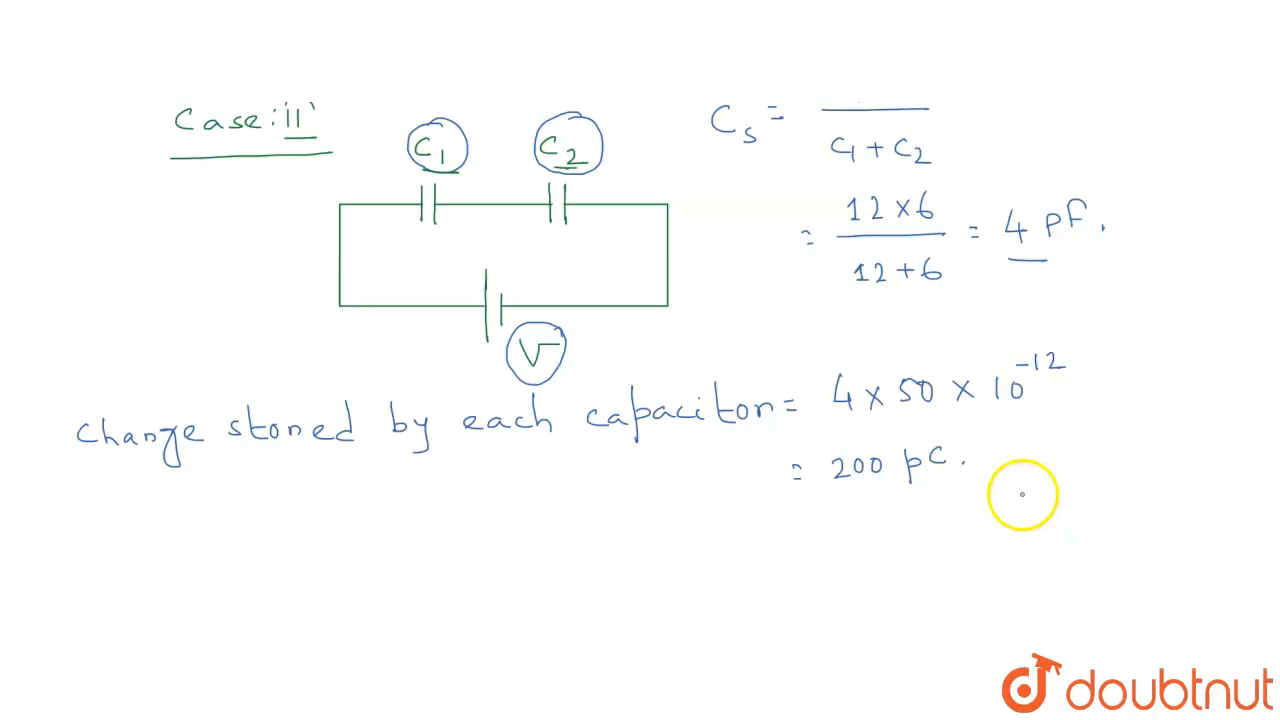 Case: ii
C1
C2
V
Cs =
C1 + C2
= 12 × 6 / 12 + 6 = 4 pF.
Charge stored by each capacitor = 4 × 50 × 10^-12
= 200 pC.
doubtnut